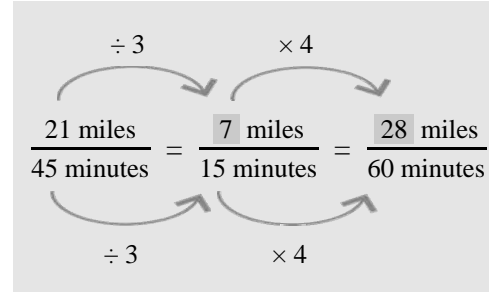 ÷ 3 × 4
21 miles = 7 miles = 28 miles
45 minutes 15 minutes 60 minutes
÷ 3 × 4